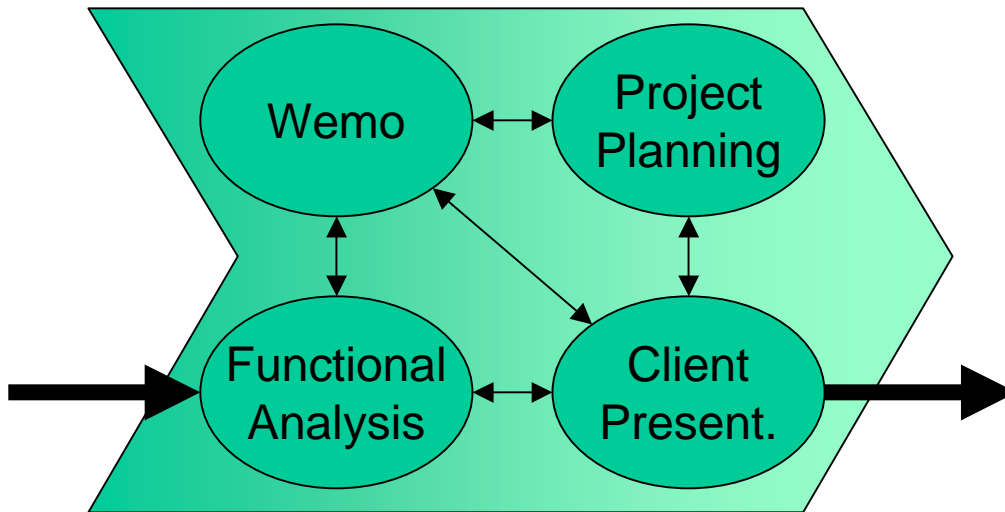 Wemo
Project
Planning
Functional
Analysis
Client
Present.